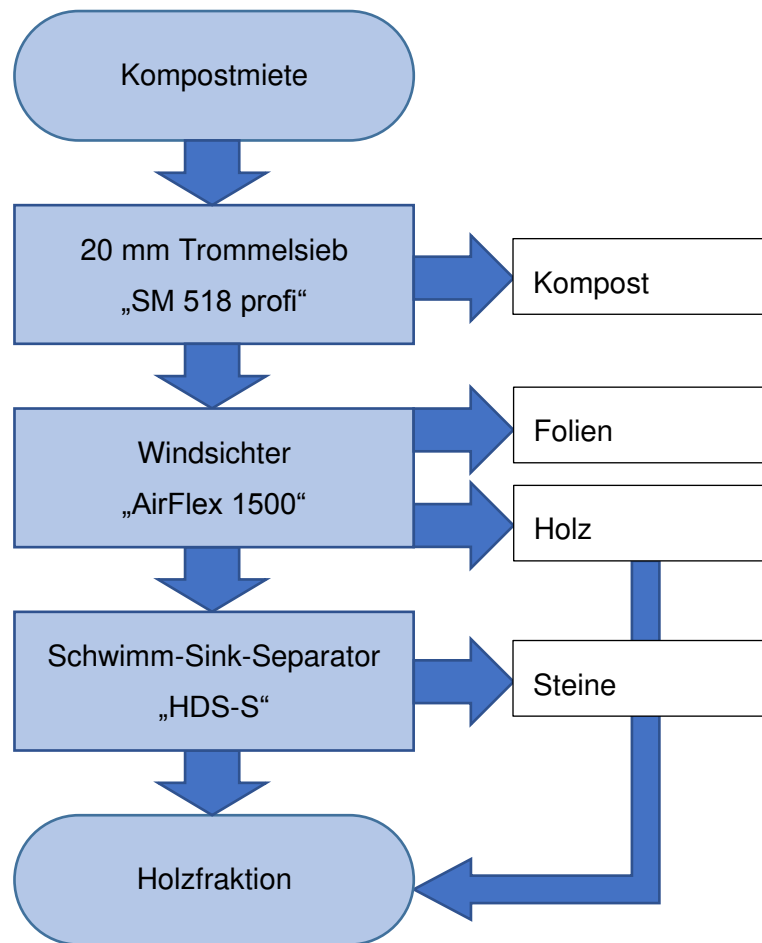 Kompostmiete
20 mm Trommelsieb
„SM 518 profi“
Kompost
Windsichter
„AirFlex 1500“
Folien
Holz
Schwimm-Sink-Separator
„HDS-S“
Steine
Holzfraktion